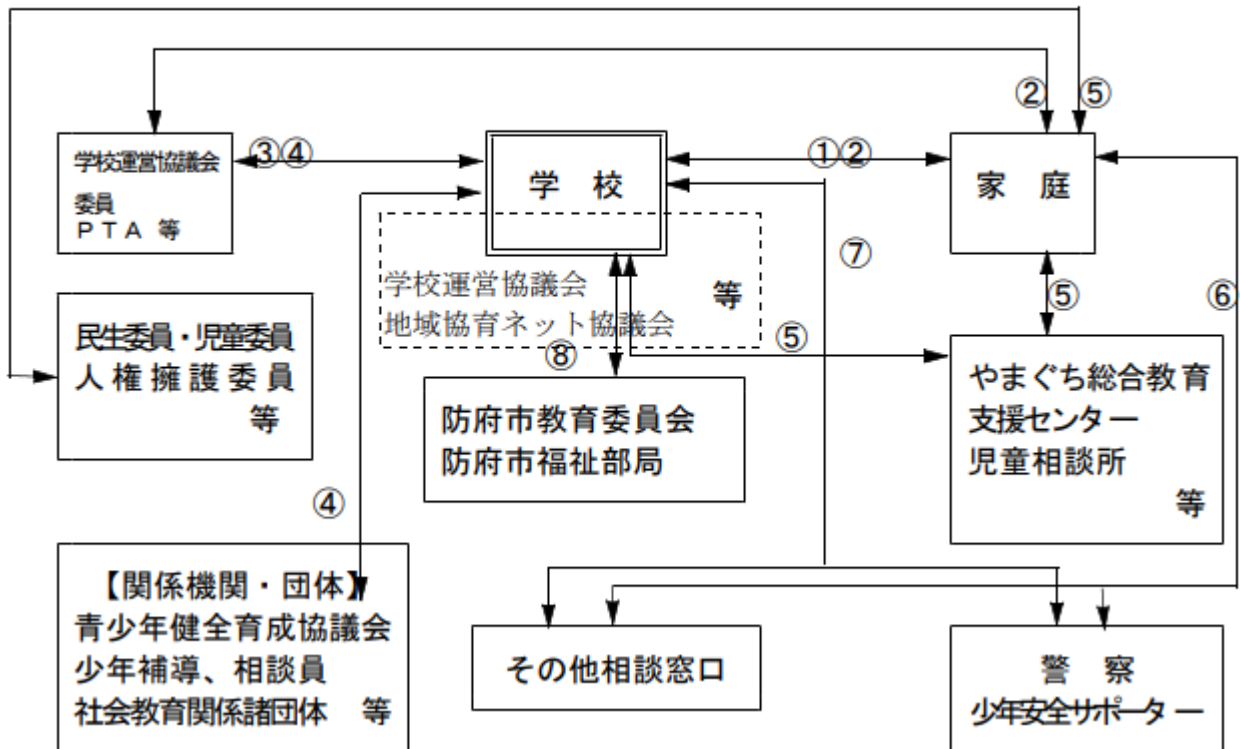 ② ⑤
学校運営協議会
委員
ＰＴＡ 等
③④
学 校
①②
家 庭
学校運営協議会
地域協育ネット協議会
等
⑦
⑤
⑥
民生委員・児童委員
人権擁護委員
等
⑧
⑤
防府市教育委員会
防府市福祉部局
やまぐち総合教育
支援センター
児童相談所
等
④
【関係機関・団体】
青少年健全育成協議会
少年補導、相談員
社会教育関係諸団体 等
その他相談窓口
警 察
少年安全サポーター